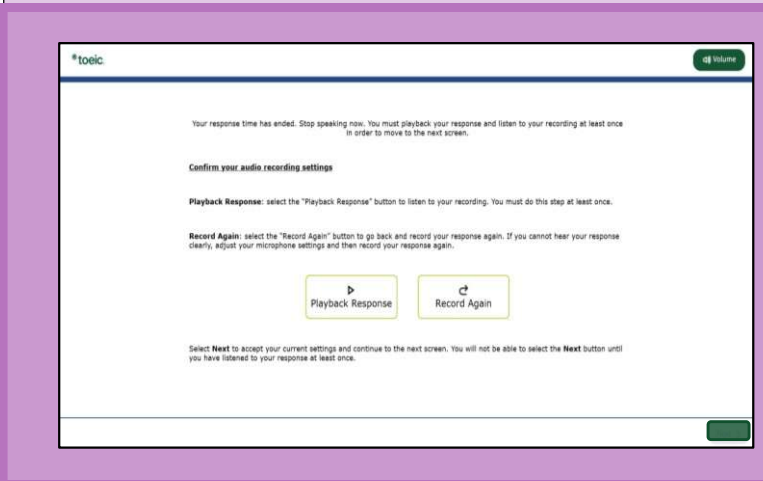 toeic.
Volume
Your response time has ended. Stop speaking now. You must playback your response and listen to your recording at least once
in order to move to the next screen.
Confirm your audio recording settings
Playback Response: select the "Playback Response" button to listen to your recording. You must do this step at least once.
Record Again: select the "Record Again" button to go back and record your response again. If you cannot hear your response
clearly, adjust your microphone settings and then record your response again.
Playback Response
Record Again
Select Next to accept your current settings and continue to the next screen. You will not be able to select the Next button until
you have listened to your response at least once.